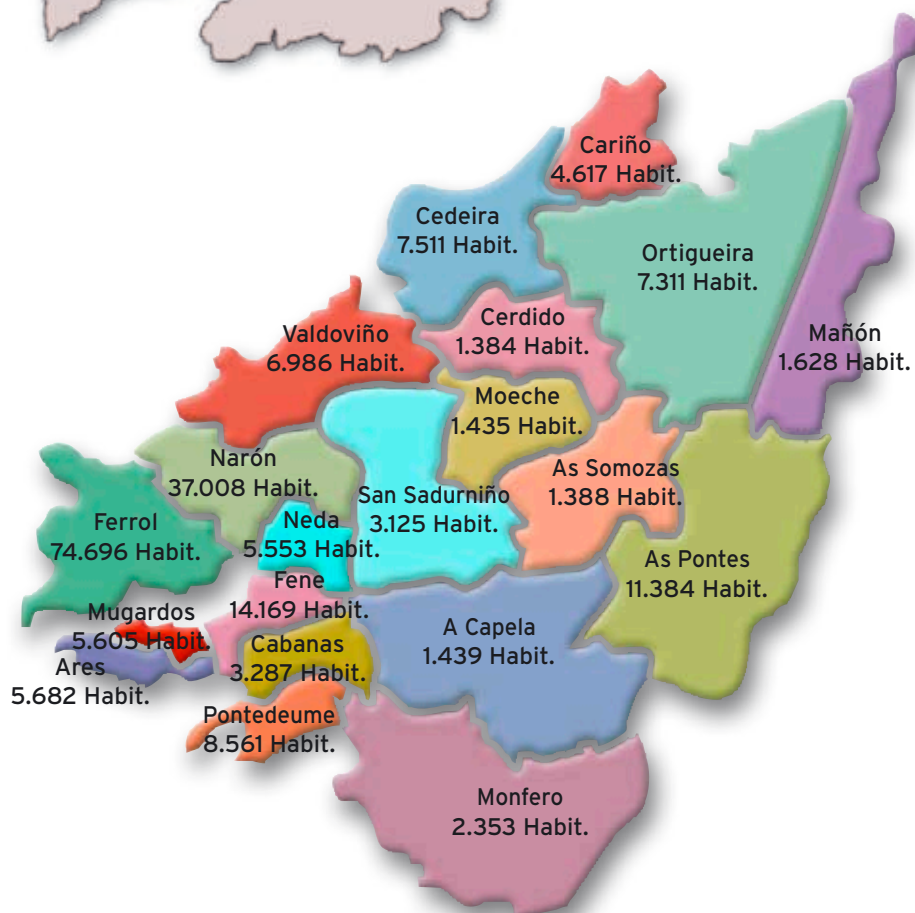 Cariño
4.617 Habit.
Cedeira
7.511 Habit.
Ortigueira
7.311 Habit.
Cerdido
1.384 Habit.
Valdoviño
6.986 Habit.
Mañón
1.628 Habit.
Moeche
1.435 Habit.
Narón
37.008 Habit.
As Somozas
1.388 Habit.
San Sadurniño
3.125 Habit.
Ferrol
74.696 Habit.
Neda
5.553 Habit.
As Pontes
11.384 Habit.
Fene
14.169 Habit.
Mugardos
5.605 Habit.
A Capela
1.439 Habit.
Cabanas
3.287 Habit.
Ares
5.682 Habit.
Pontedeume
8.561 Habit.
Monfero
2.353 Habit.